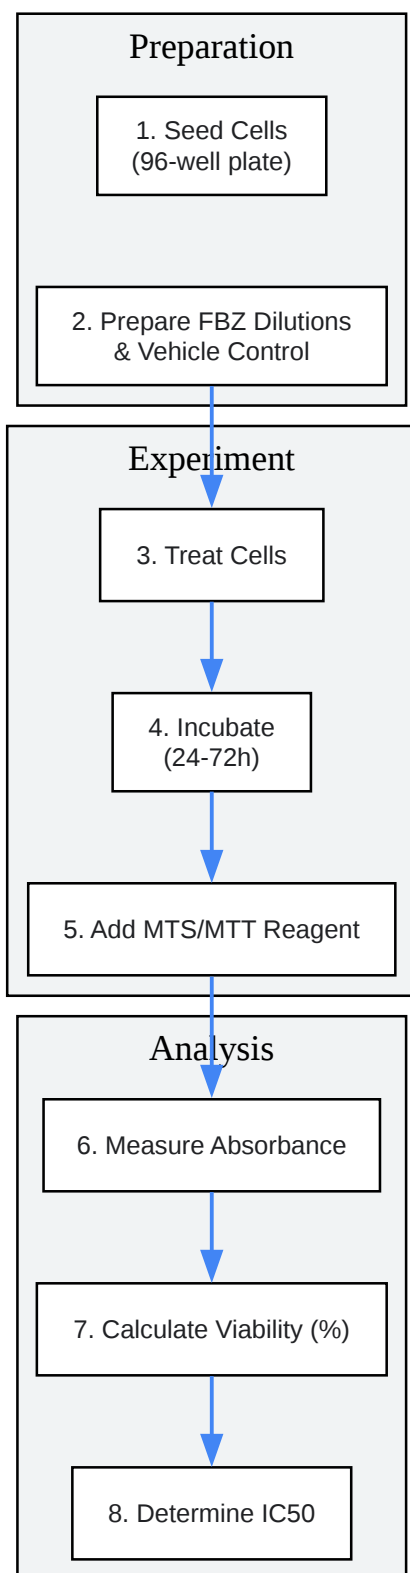 Preparation
1. Seed Cells
(96-well plate)
2. Prepare FBZ Dilutions
& Vehicle Control
Experiment
3. Treat Cells
4. Incubate
(24-72h)
5. Add MTS/MTT Reagent
Analysis
6. Measure Absorbance
7. Calculate Viability (%)
8. Determine IC50